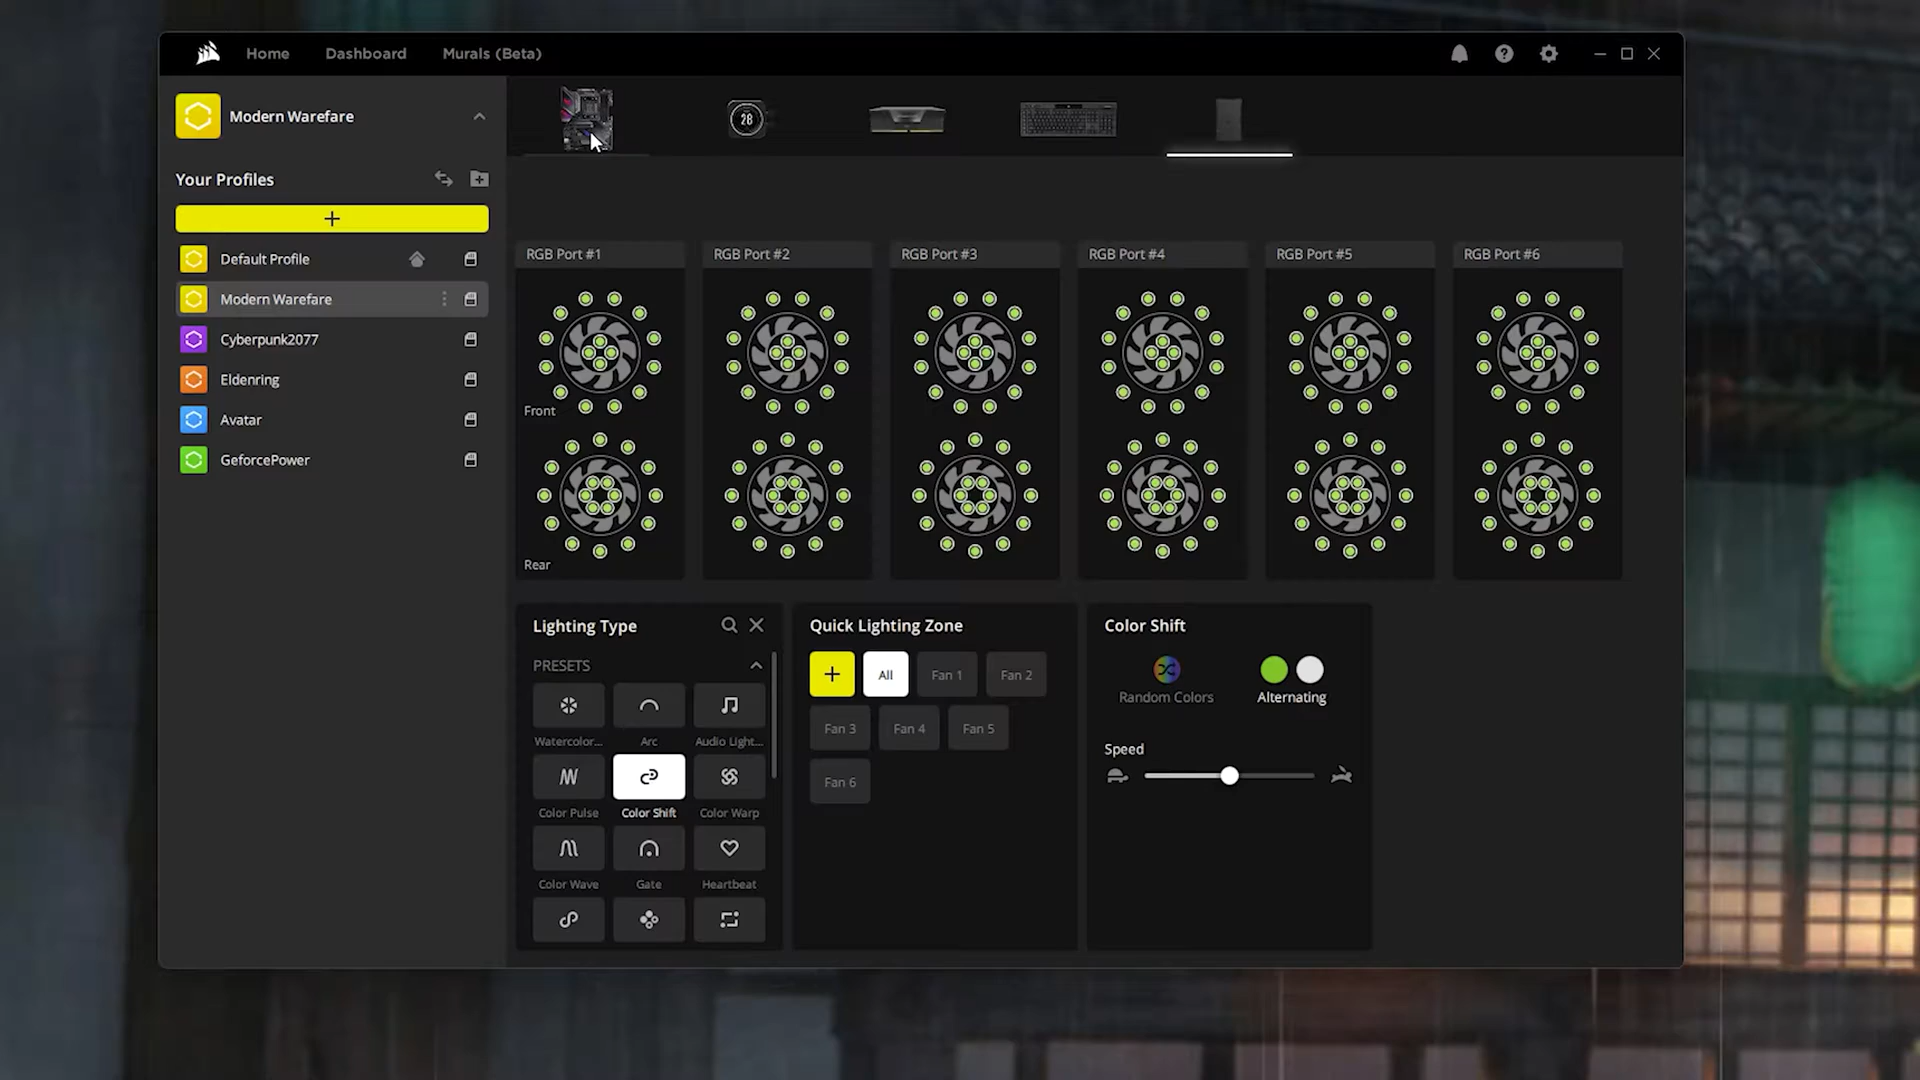 Home
Dashboard
Murals (Beta)
Modern Warefare
28
Your Profiles
Default Profile
Modern Warefare
Cyberpunk2077
Eldenring
Avatar
GeforcePower
RGB Port #1
RGB Port #2
RGB Port #3
RGB Port #4
RGB Port #5
RGB Port #6
Front
Rear
Lighting Type
PRESETS
Watercolor...
Arc
Audio Light...
Color Pulse
Color Shift
Color Warp
Color Wave
Gate
Heartbeat
Quick Lighting Zone
All
Fan 1
Fan 2
Fan 3
Fan 4
Fan 5
Fan 6
Color Shift
Random Colors
Alternating
Speed